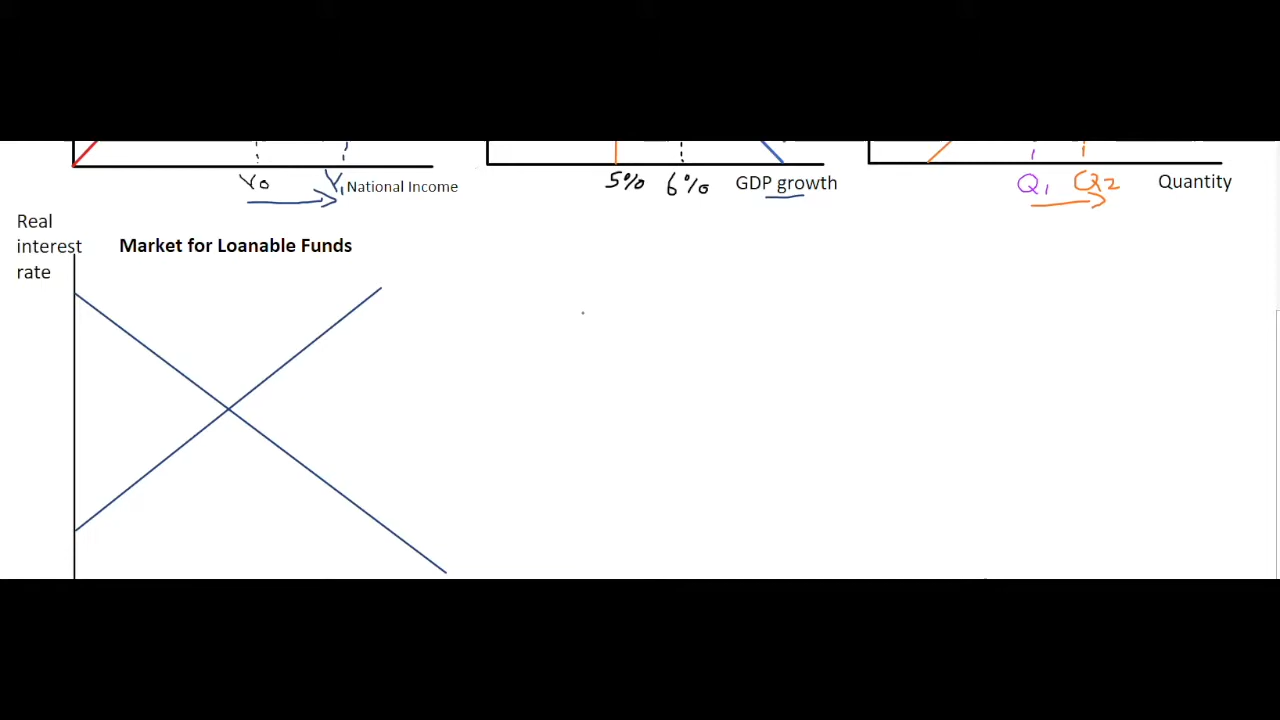 Y0 Y1 National Income
5% 6% GDP growth
Q1 Q2 Quantity
Real
interest
rate
Market for Loanable Funds